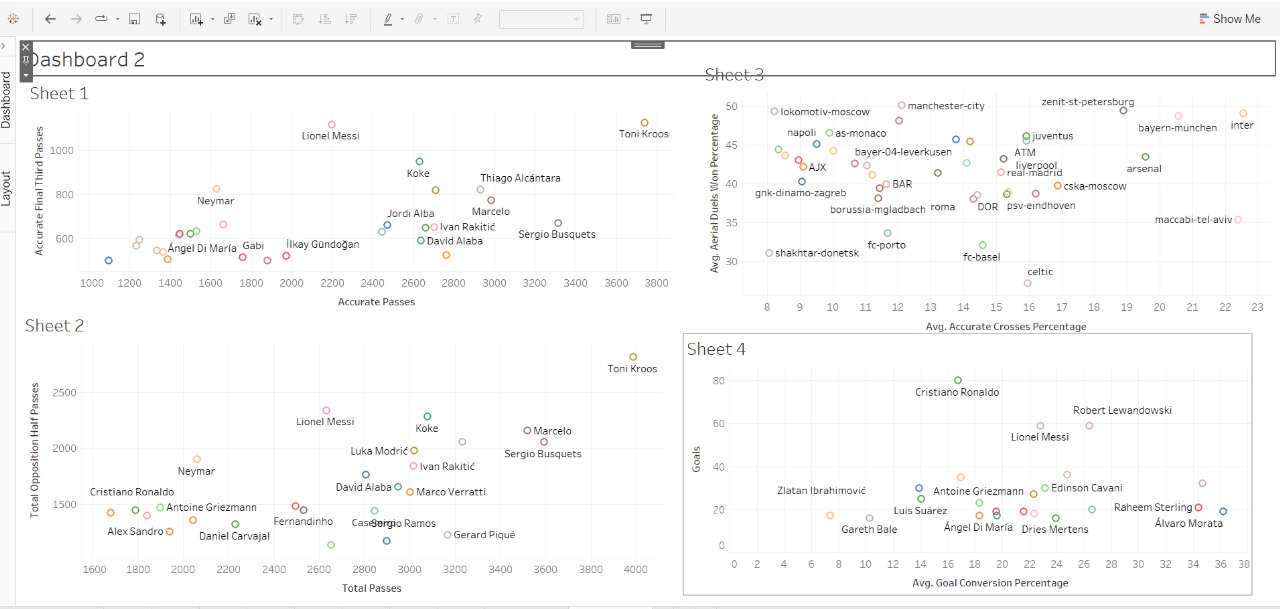 Show Me
Dashboard
Layout
Dashboard 2
Sheet 1
Accurate Final Third Passes
1000
800
600
Lionel Messi
Toni Kroos
Koke
Thiago Alcántara
Neymar
Marcelo
Jordi Alba
Ivan Rakitić
Sergio Busquets
Ángel Di María
Gabi
İlkay Gündoğan
David Alaba
1000 1200 1400 1600 1800 2000 2200 2400 2600 2800 3000 3200 3400 3600 3800
Accurate Passes
Sheet 3
Avg. Aerial Duels Won Percentage
50
45
40
35
30
lokomotiv-moscow
manchester-city
zenit-st-petersburg
bayern-munchen
inter
napoli
as-monaco
juventus
bayer-04-leverkusen
ATM
liverpool
arsenal
AJX
real-madrid
BAR
cska-moscow
gnk-dinamo-zagreb
borussia-mgladbach
roma
DOR
psv-eindhoven
maccabi-tel-aviv
fc-porto
shakhtar-donetsk
fc-basel
celtic
8 9 10 11 12 13 14 15 16 17 18 19 20 21 22 23
Avg. Accurate Crosses Percentage
Sheet 2
Total Opposition Half Passes
2500
2000
1500
Toni Kroos
Lionel Messi
Koke
Marcelo
Luka Modrić
Sergio Busquets
Neymar
Ivan Rakitić
David Alaba
Marco Verratti
Cristiano Ronaldo
Antoine Griezmann
Fernandinho
Casemiro
Sergio Ramos
Alex Sandro
Daniel Carvajal
Gerard Piqué
1600 1800 2000 2200 2400 2600 2800 3000 3200 3400 3600 3800 4000
Total Passes
Sheet 4
Goals
80
60
40
20
0
Cristiano Ronaldo
Robert Lewandowski
Lionel Messi
Zlatan Ibrahimović
Antoine Griezmann
Edinson Cavani
Luis Suárez
Raheem Sterling
Gareth Bale
Ángel Di María
Dries Mertens
Álvaro Morata
0 2 4 6 8 10 12 14 16 18 20 22 24 26 28 30 32 34 36 38
Avg. Goal Conversion Percentage